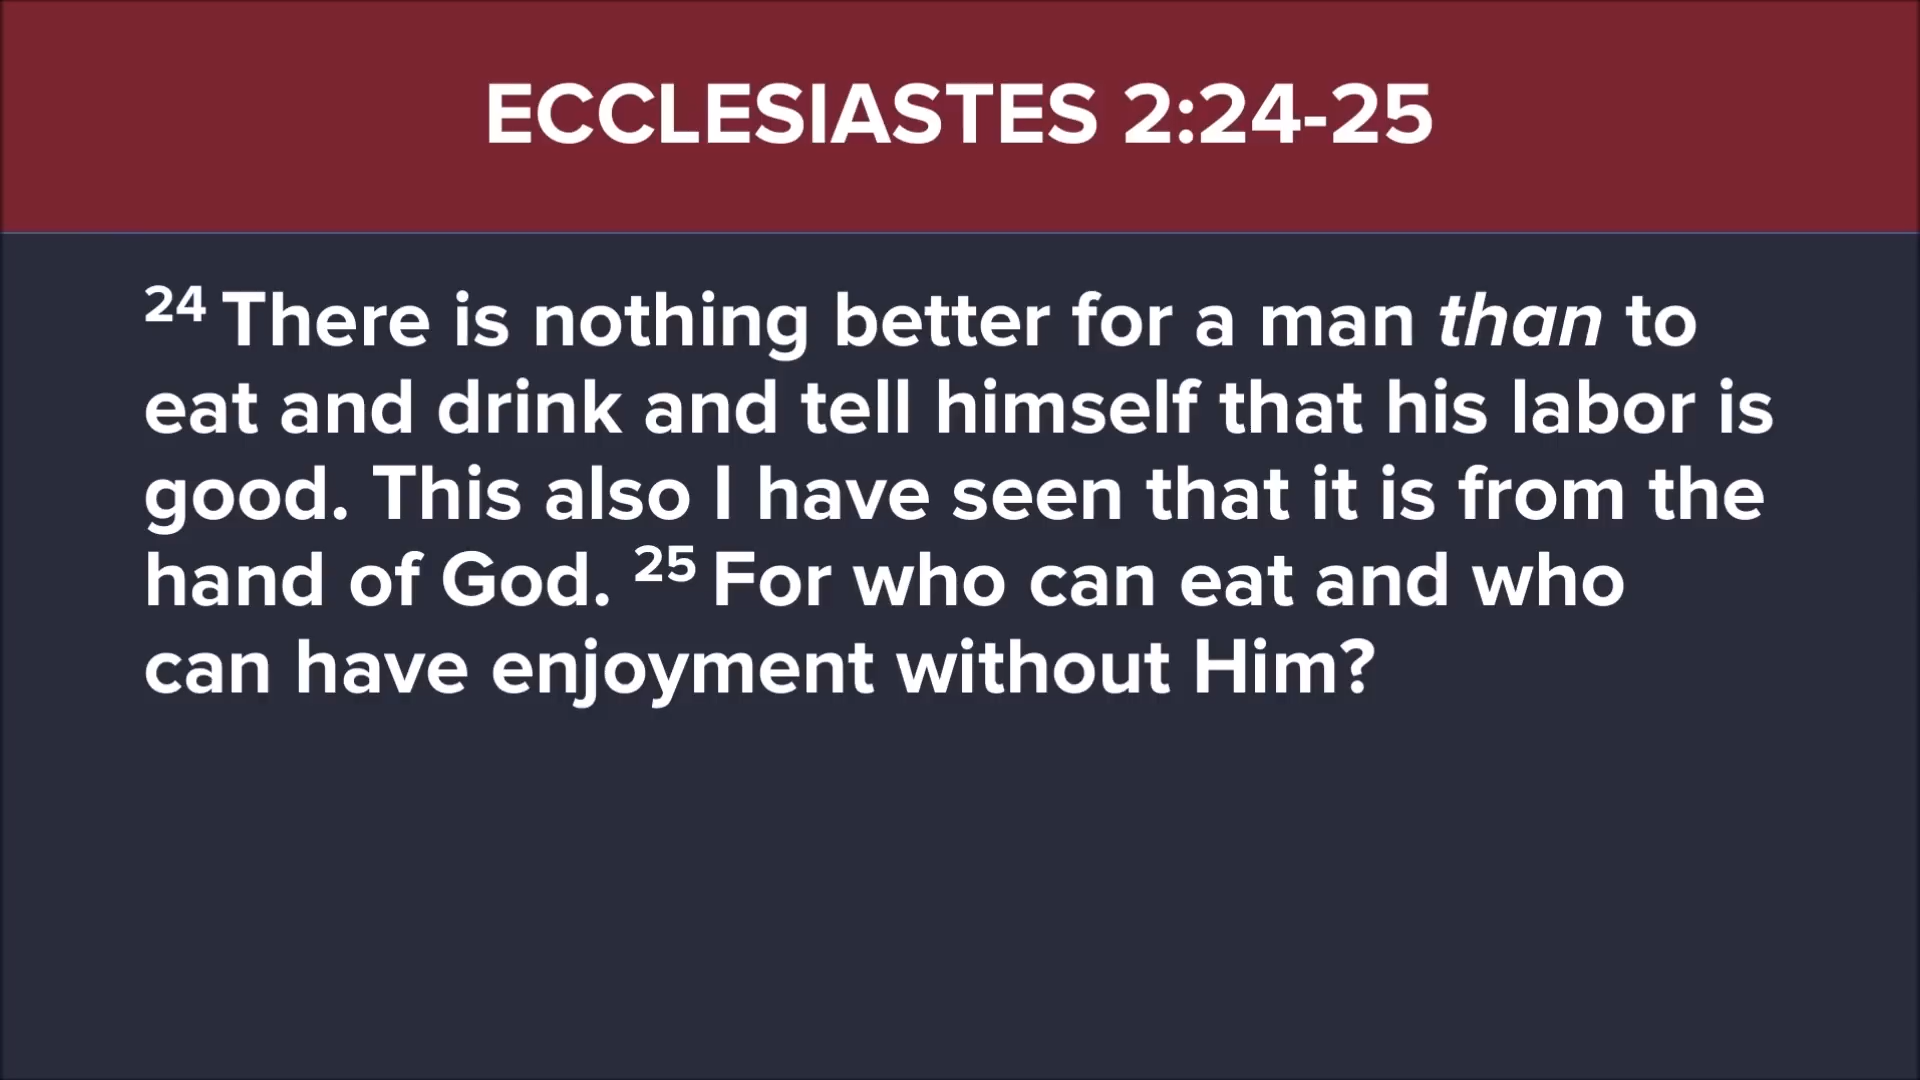 ECCLESIASTES 2:24-25
24 There is nothing better for a man than to
eat and drink and tell himself that his labor is
good. This also I have seen that it is from the
hand of God. 25 For who can eat and who
can have enjoyment without Him?